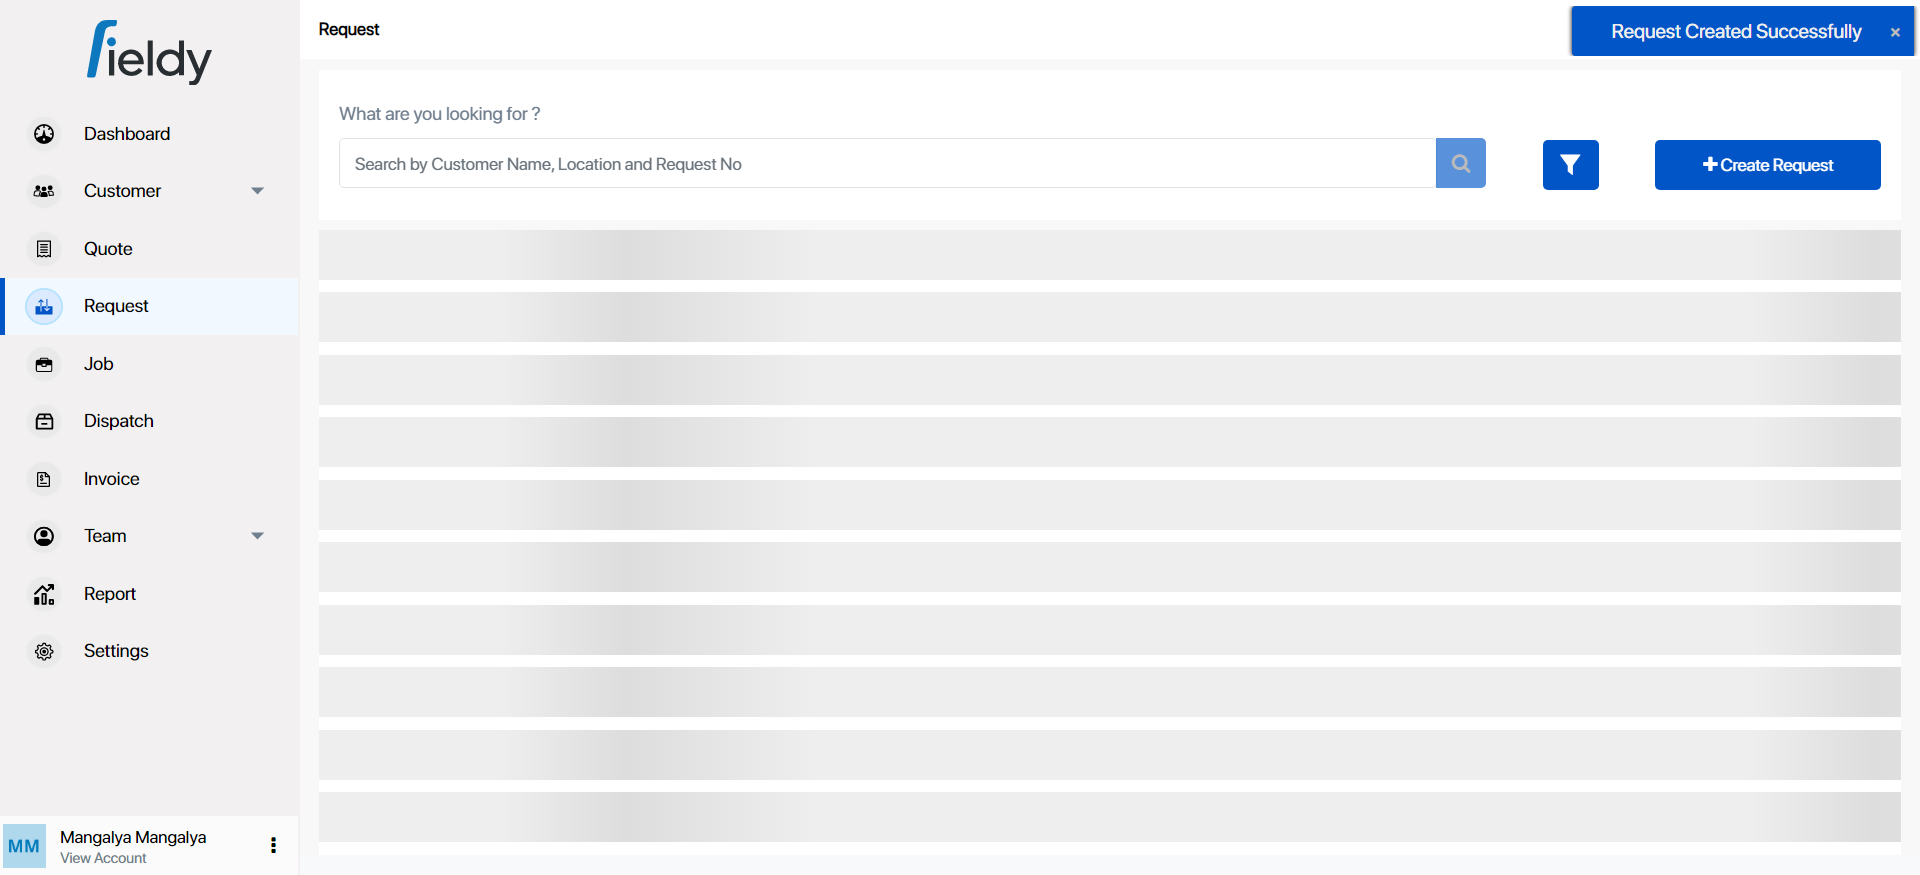 fieldy
Dashboard
Customer
Quote
Request
Job
Dispatch
Invoice
Team
Report
Settings
MM
Mangalya Mangalya
View Account
Request
Request Created Successfully ×
What are you looking for ?
Search by Customer Name, Location and Request No
Create Request